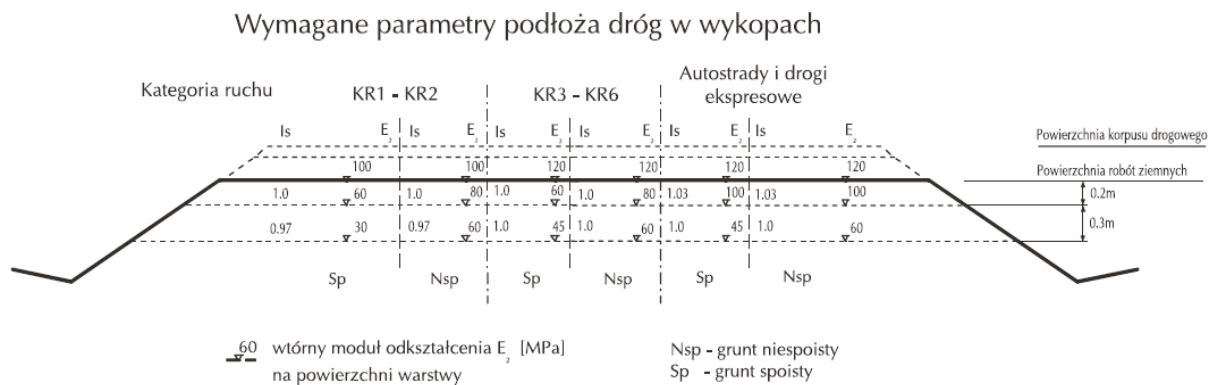 Wymagane parametry podłoża dróg w wykopach
Kategoria ruchu KR1 - KR2 KR3 - KR6 Autostrady i drogi
ekspresowe
Is E₂ Is E₂ Is E₂ Is E₂ Is E₂ Is E₂
Powierzchnia korpusu drogowego
100 100 120 120 120 120 Powierzchnia robót ziemnych
1.0 60 1.0 80 1.0 60 1.0 80 1.03 100 1.03 100 0.2m
0.97 30 0.97 60 1.0 45 1.0 60 1.0 45 1.0 60 0.3m
Sp Nsp Sp Nsp Sp Nsp
60 wtórny moduł odkształcenia E₂ [MPa]
na powierzchni warstwy
Nsp - grunt niespoisty
Sp - grunt spoisty